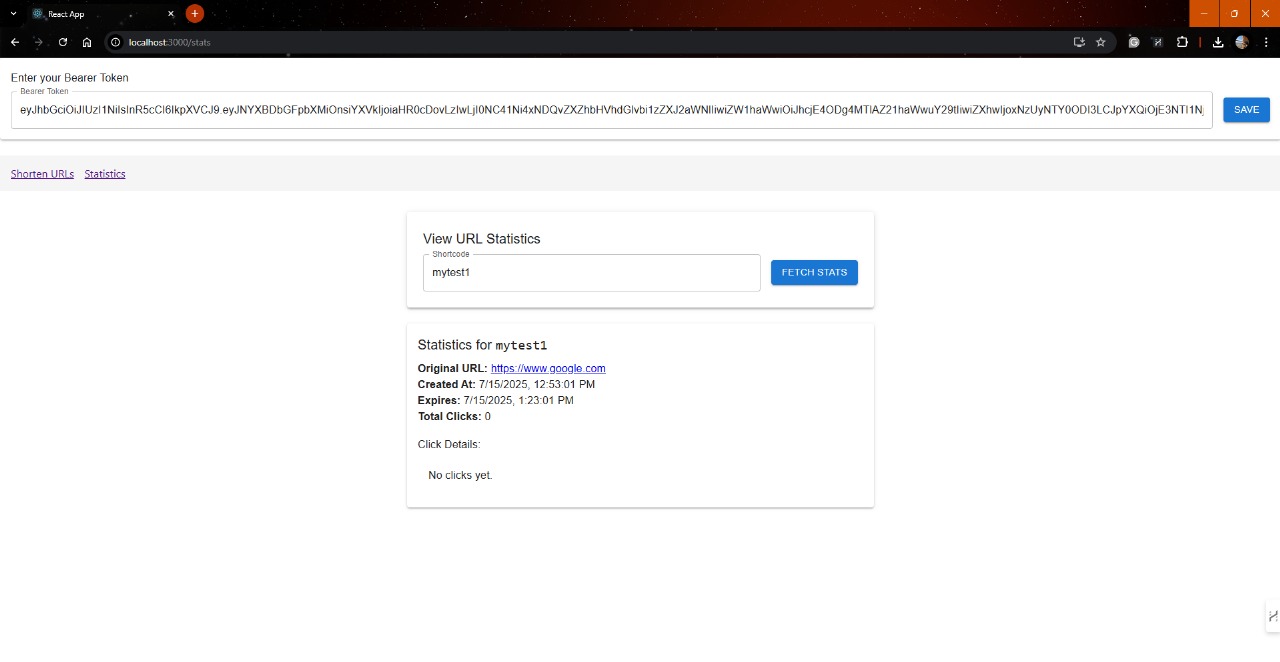 React App
localhost:3000/stats
Enter your Bearer Token
Bearer Token
SAVE
Shorten URLs Statistics
View URL Statistics
Shortcode
mytest1
FETCH STATS
Statistics for mytest1
Original URL: https://www.google.com
Created At: 7/15/2025, 12:53:01 PM
Expires: 7/15/2025, 1:23:01 PM
Total Clicks: 0
Click Details:
No clicks yet.